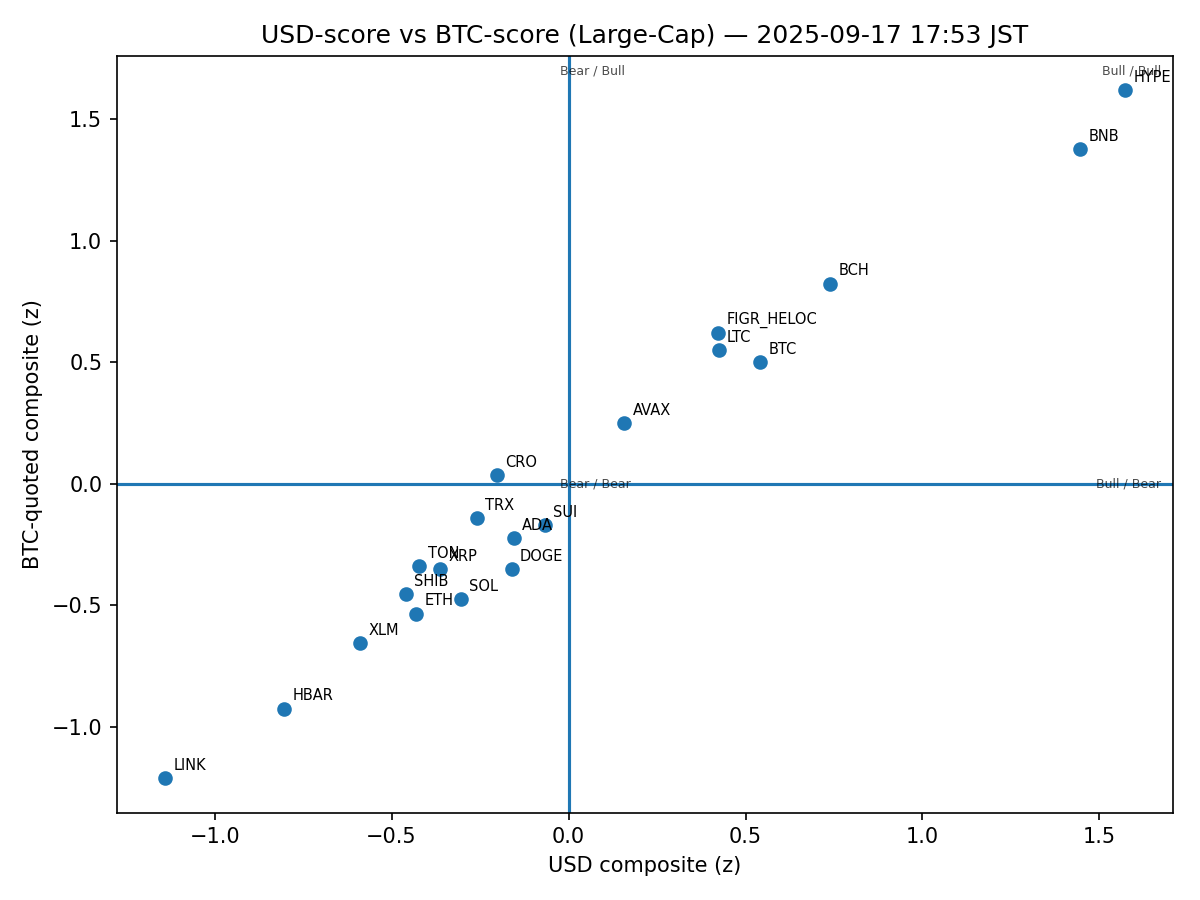 USD-score vs BTC-score (Large-Cap) — 2025-09-17 17:53 JST
Bear / Bull
Bull / Bull
HYPE
BNB
BCH
FIGR_HELOC
LTC
BTC
AVAX
CRO
Bear / Bear
Bull / Bear
TRX
SUI
ADA
TON
XRP
DOGE
SHIB
SOL
ETH
XLM
HBAR
LINK
1.5
1.0
0.5
0.0
−0.5
−1.0
BTC-quoted composite (z)
−1.0
−0.5
0.0
0.5
1.0
1.5
USD composite (z)